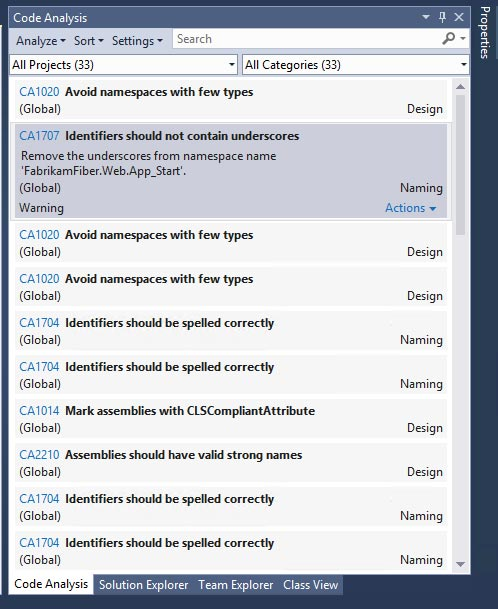 Code Analysis
Analyze Sort Settings Search
All Projects (33) All Categories (33)
CA1020 Avoid namespaces with few types
(Global) Design
CA1707 Identifiers should not contain underscores
Remove the underscores from namespace name
'FabrikamFiber.Web.App_Start'.
(Global) Naming
Warning Actions
CA1020 Avoid namespaces with few types
(Global) Design
CA1020 Avoid namespaces with few types
(Global) Design
CA1704 Identifiers should be spelled correctly
(Global) Naming
CA1704 Identifiers should be spelled correctly
(Global) Naming
CA1014 Mark assemblies with CLSCompliantAttribute
(Global) Design
CA2210 Assemblies should have valid strong names
(Global) Design
CA1704 Identifiers should be spelled correctly
(Global) Naming
CA1704 Identifiers should be spelled correctly
(Global) Naming
Code Analysis Solution Explorer Team Explorer Class View
Properties